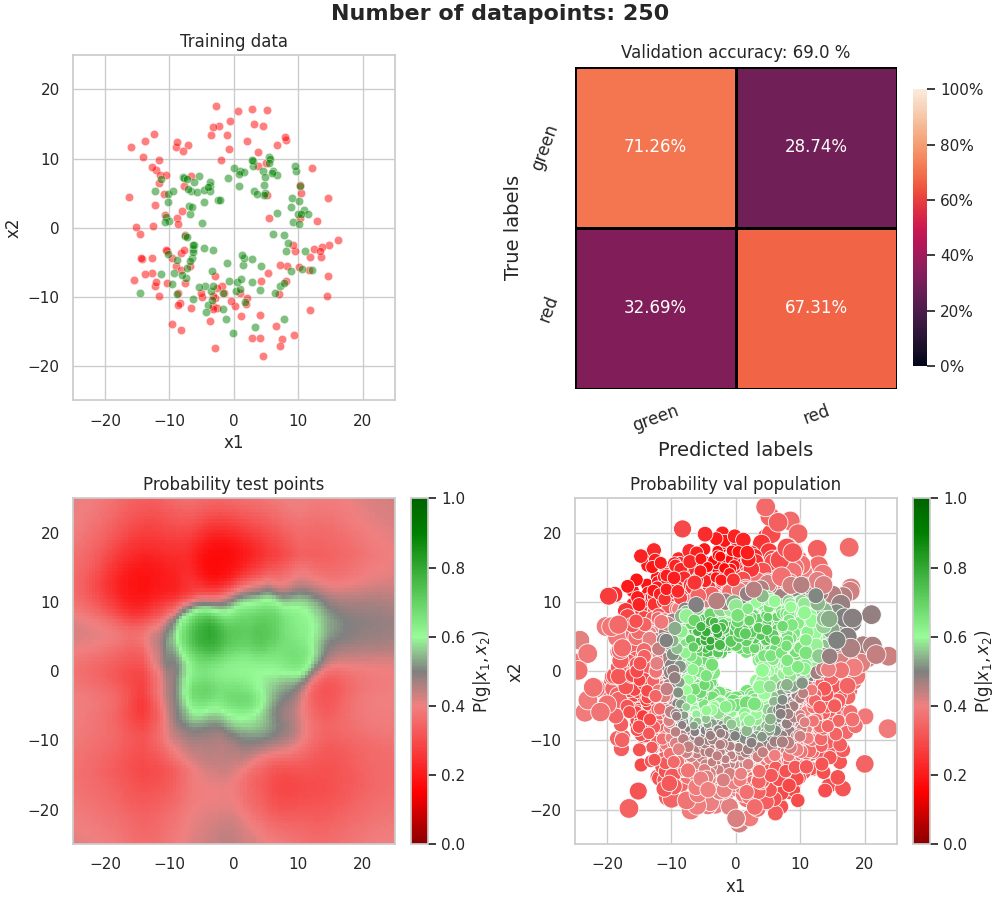 Number of datapoints: 250
Training data
20
10
0
−10
−20
x2
−20 −10 0 10 20
x1
Validation accuracy: 69.0 %
True labels
green
red
71.26% 28.74%
32.69% 67.31%
green red
Predicted labels
100%
80%
60%
40%
20%
0%
Probability test points
20
10
0
−10
−20
−20 −10 0 10 20
1.0
0.8
0.6
0.4
0.2
0.0
P(g|x₁, x₂)
Probability val population
x2
20
10
0
−10
−20
−20 −10 0 10 20
x1
1.0
0.8
0.6
0.4
0.2
0.0
P(g|x₁, x₂)